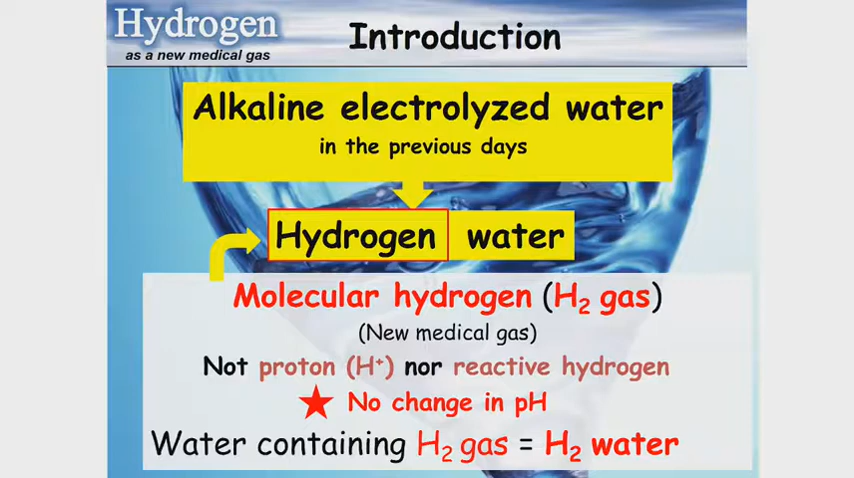 Hydrogen
as a new medical gas
Introduction
Alkaline electrolyzed water
in the previous days
Hydrogen water
Molecular hydrogen (H₂ gas)
(New medical gas)
Not proton (H⁺) nor reactive hydrogen
No change in pH
Water containing H₂ gas = H₂ water